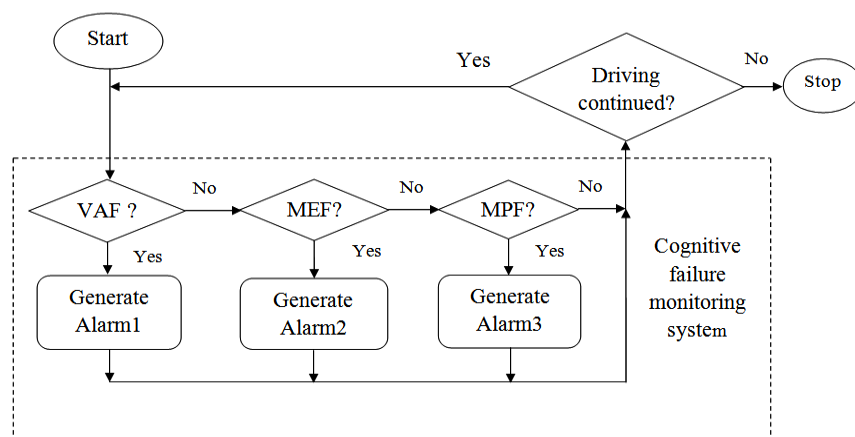 Start
Yes
Driving
continued?
No
Stop
VAF ?
No
MEF?
No
MPF?
No
Yes
Yes
Yes
Generate
Alarm1
Generate
Alarm2
Generate
Alarm3
Cognitive
failure
monitoring
system